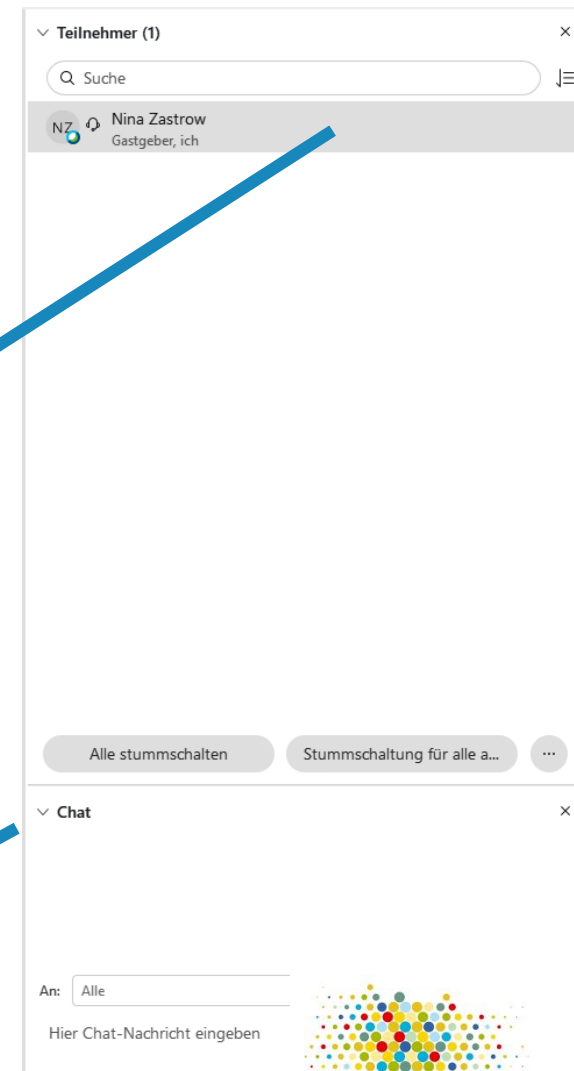 Teilnehmer (1)
Suche
NZ
Nina Zastrow
Gastgeber, ich
Alle stummschalten
Stummschaltung für alle a...
Chat
An: Alle
Hier Chat-Nachricht eingeben